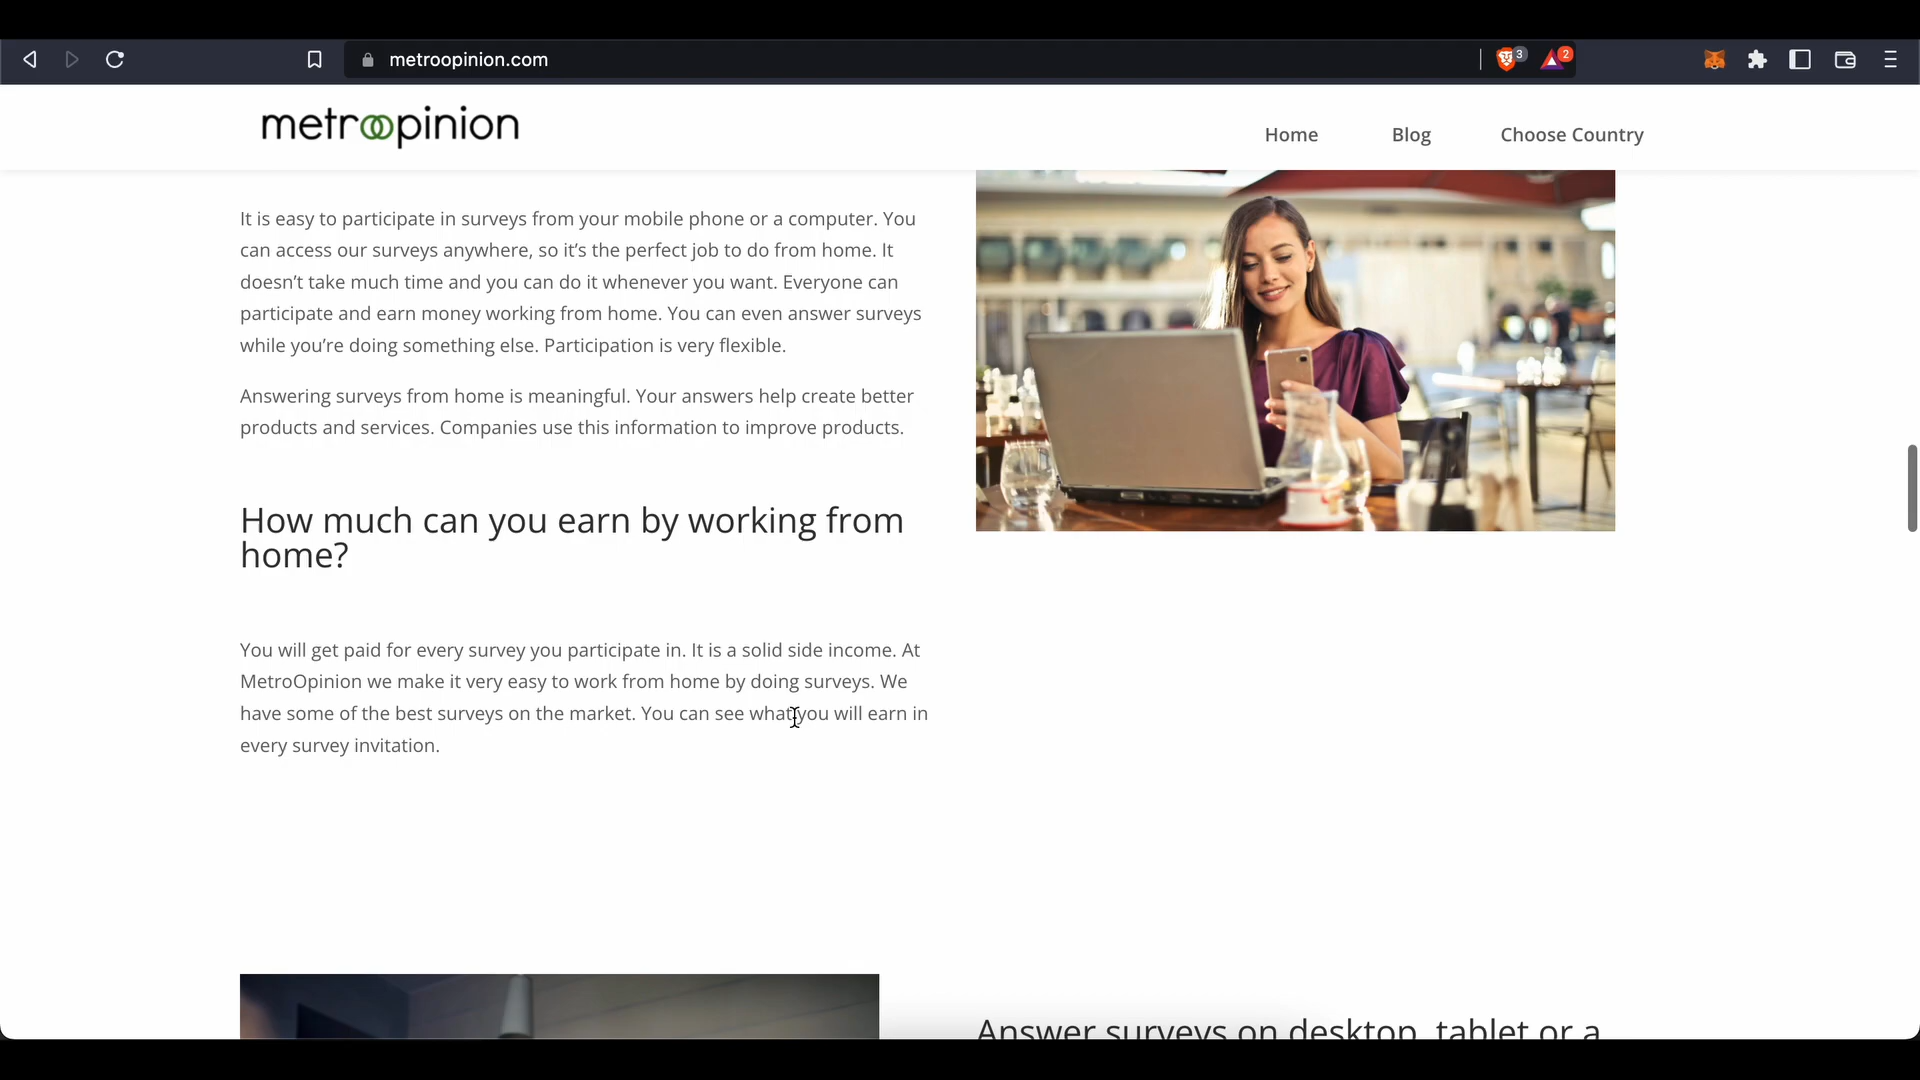 metroopinion.com
3
2
metroopinion
Home
Blog
Choose Country
It is easy to participate in surveys from your mobile phone or a computer. You
can access our surveys anywhere, so it’s the perfect job to do from home. It
doesn’t take much time and you can do it whenever you want. Everyone can
participate and earn money working from home. You can even answer surveys
while you’re doing something else. Participation is very flexible.
Answering surveys from home is meaningful. Your answers help create better
products and services. Companies use this information to improve products.
How much can you earn by working from
home?
You will get paid for every survey you participate in. It is a solid side income. At
MetroOpinion we make it very easy to work from home by doing surveys. We
have some of the best surveys on the market. You can see what you will earn in
every survey invitation.
Answer surveys on desktop, tablet or a